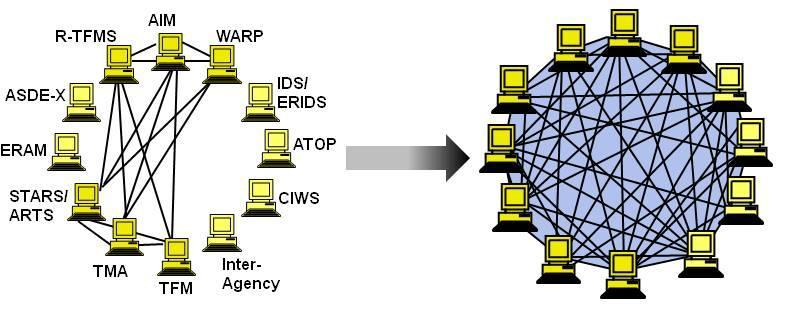 AIM
R-TFMS
WARP
ASDE-X
IDS/
ERIDS
ERAM
ATOP
STARS/
ARTS
CIWS
TMA
TFM
Inter-
Agency